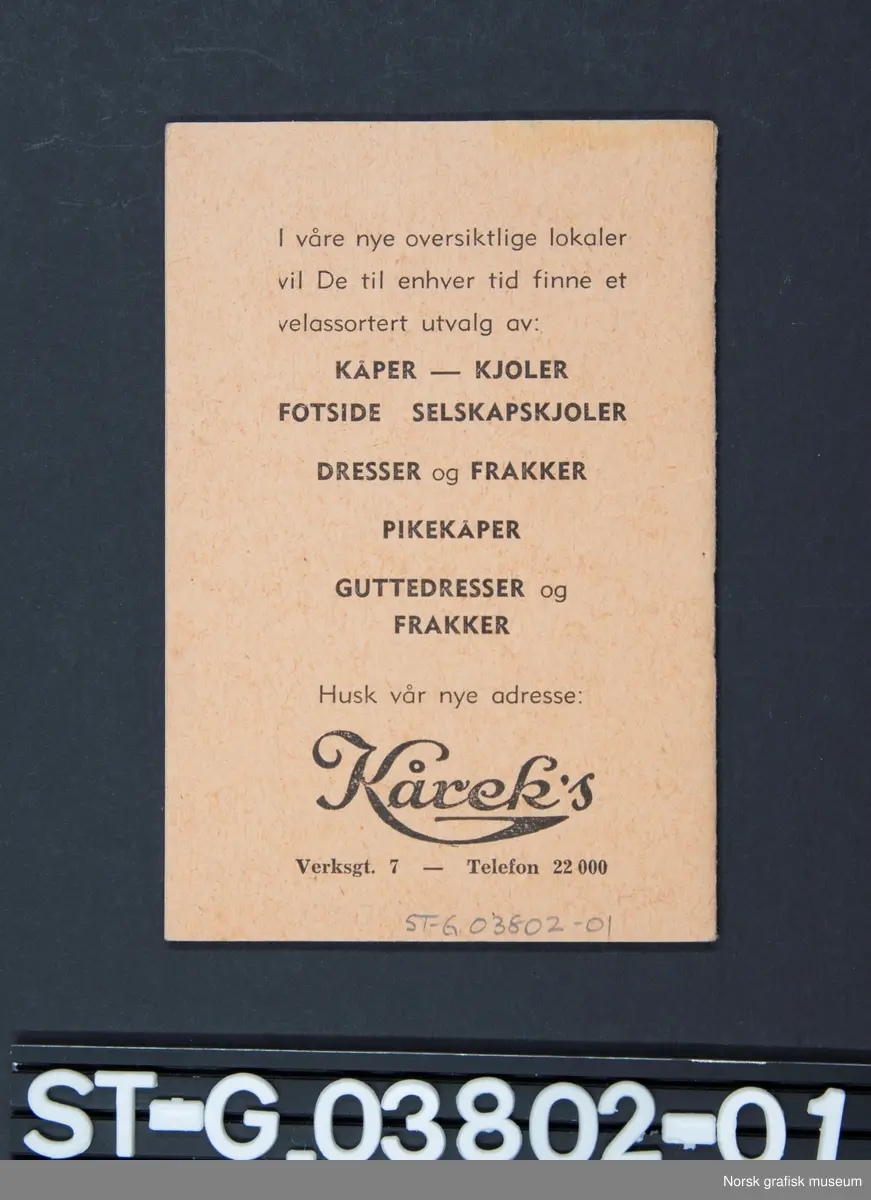 I våre nye oversiktlige lokaler
vil De til enhver tid finne et
velassortert utvalg av:
KÅPER — KJOLER
FOTSIDE SELSKAPSKJOLER
DRESSER og FRAKKER
PIKEKÅPER
GUTTEDRESSER og
FRAKKER
Husk vår nye adresse:
Kårek's
Verksgt. 7 — Telefon 22 000
ST-G.03802-01
ST-G.03802-01
Norsk grafisk museum